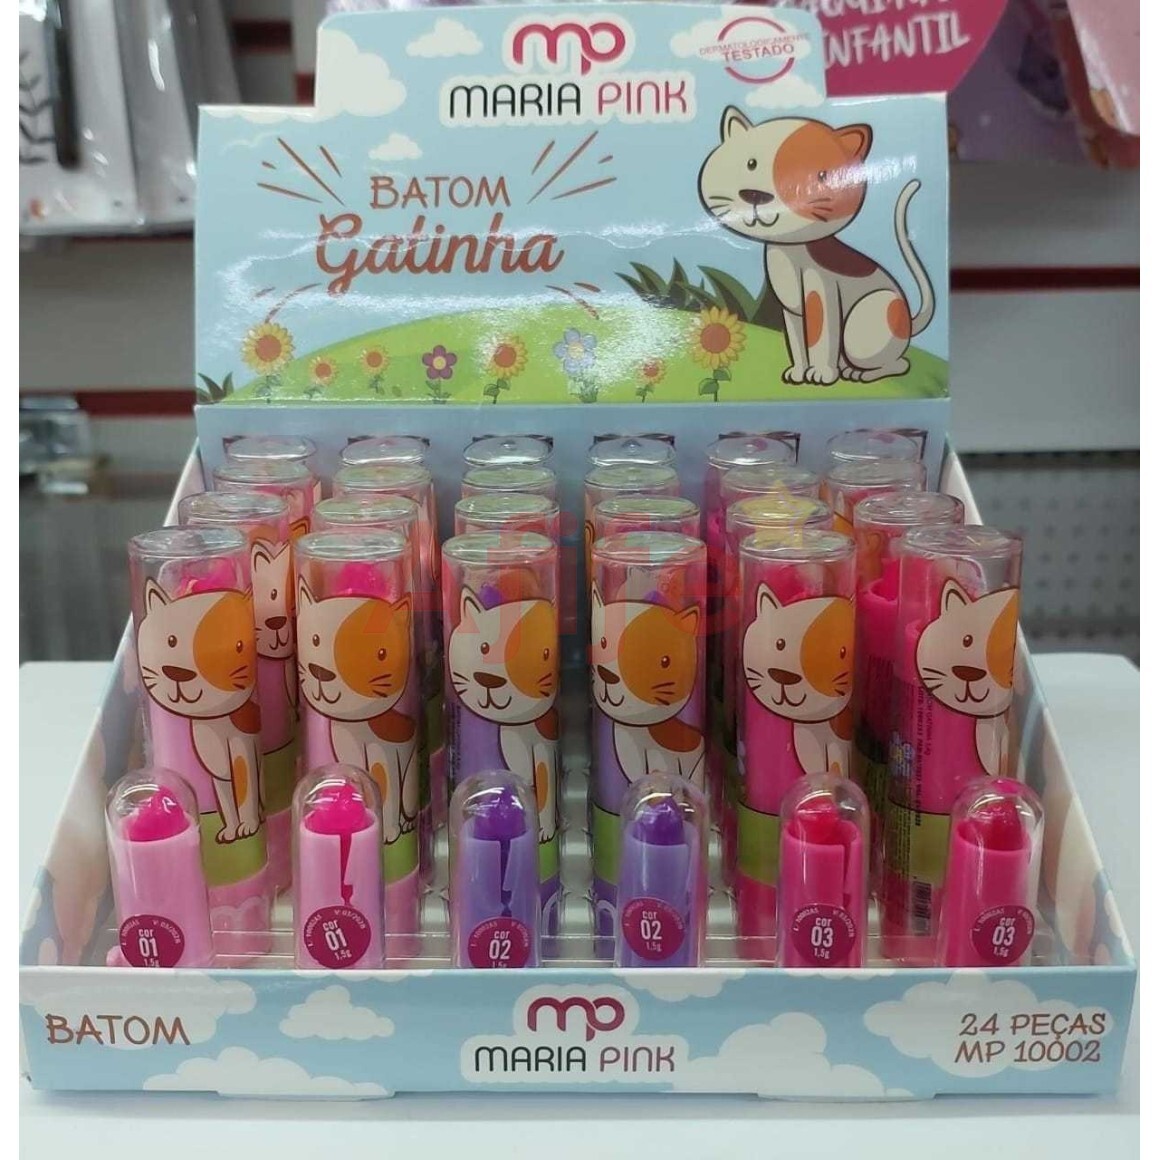 mp
MARIA PINK
DERMATOLOGICAMENTE
TESTADO
INFANTIL
BATOM
Gatinha
cor
01
1,5g
cor
01
1,5g
cor
02
1,5g
cor
02
1,5g
cor
03
1,5g
cor
03
1,5g
BATOM
mp
MARIA PINK
24 PEÇAS
MP 10002